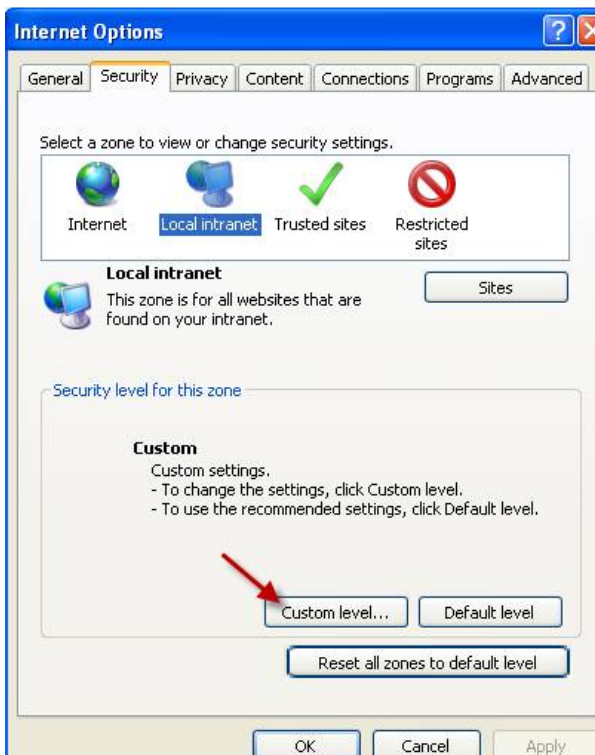 Internet Options
General Security Privacy Content Connections Programs Advanced
Select a zone to view or change security settings.
Internet Local intranet Trusted sites Restricted sites
Local intranet
Sites
This zone is for all websites that are
found on your intranet.
Security level for this zone
Custom
Custom settings.
- To change the settings, click Custom level.
- To use the recommended settings, click Default level.
Custom level... Default level
Reset all zones to default level
OK Cancel Apply